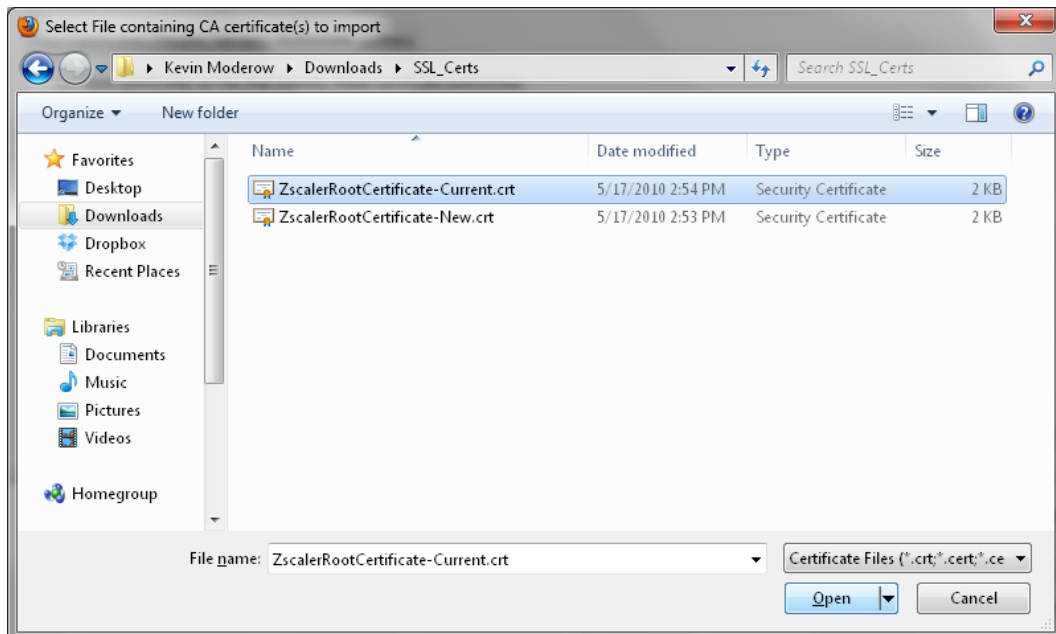 Select File containing CA certificate(s) to import
Kevin Moderow Downloads SSL_Certs Search SSL_Certs
Organize New folder
Name Date modified Type Size
ZscalerRootCertificate-Current.crt 5/17/2010 2:54 PM Security Certificate 2 KB
ZscalerRootCertificate-New.crt 5/17/2010 2:53 PM Security Certificate 2 KB
Favorites
Desktop
Downloads
Dropbox
Recent Places
Libraries
Documents
Music
Pictures
Videos
Homegroup
File name: ZscalerRootCertificate-Current.crt Certificate Files (*.crt;*.cert;*.ce
Open Cancel